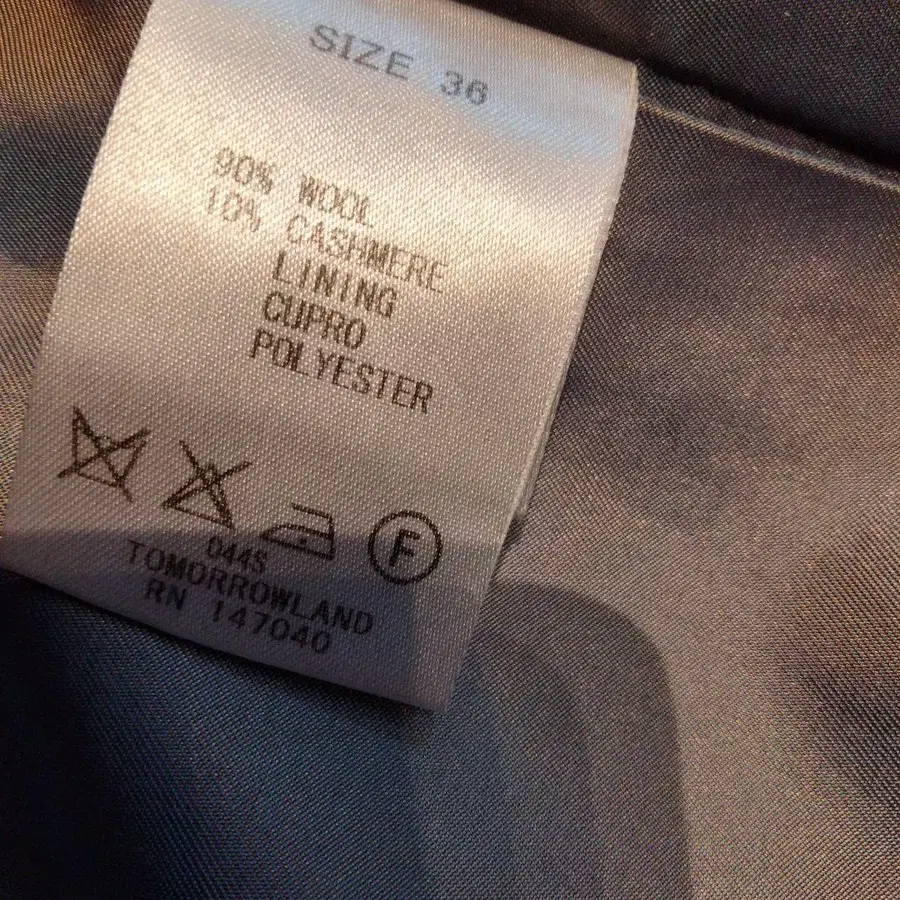 SIZE 36
90% WOOL
10% CASHMERE
LINING
CUPRO
POLYESTER
F
044S
TOMORROWLAND
RN 147040